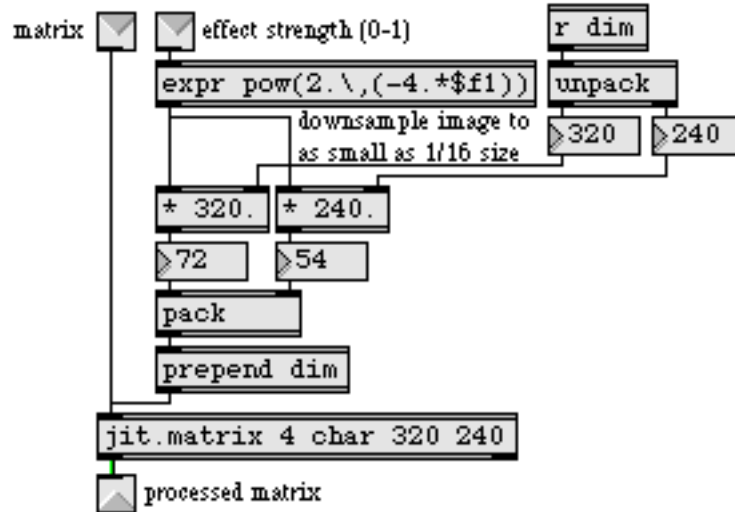 matrix
effect strength (0-1)
r dim
expr pow(2.\,(-4.*$f1))
unpack
downsample image to
as small as 1/16 size
320
240
* 320.
* 240.
72
54
pack
prepend dim
jit.matrix 4 char 320 240
processed matrix